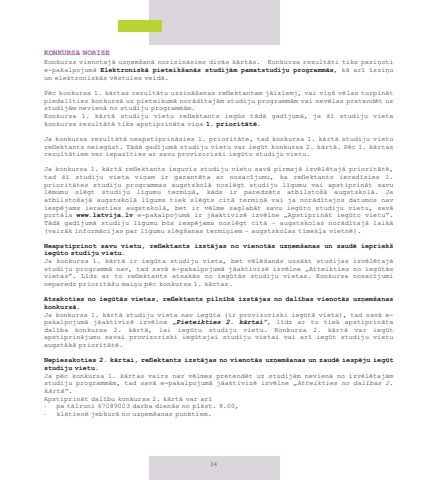 KONKURSA NORISE
Konkurss vienotajā uzņemšanā norisināsies divās kārtās. Konkursa rezultāti tiks paziņoti
e-pakalpojumā Elektroniskā pieteikšanās studijām pamatstudiju programmās, kā arī īsziņu
un elektroniskās vēstules veidā.
Pēc konkursa 1. kārtas rezultātu uzzināšanas reflektantam jāizlemj, vai viņš vēlas turpināt
piedalīties konkursā uz pieteikumā norādītajām studiju programmām vai nevēlas pretendēt uz
studijām nevienā no studiju programmām.
Konkursa 1. kārtā studiju vietu reflektants iegūs tādā gadījumā, ja šī studiju vieta
konkursa rezultātā tiks apstiprināta viņa 1. prioritātē.
Ja konkursa rezultātā neapstiprināsies 1. prioritāte, tad konkursa 1. kārtā studiju vietu
reflektants neiegūst. Tādā gadījumā studiju vietu var iegūt konkursa 2. kārtā. Pēc 1. kārtas
rezultātiem var iepazīties ar savu provizoriski iegūto studiju vietu.
Ja konkursa 1. kārtā reflektants ieguvis studiju vietu savā pirmajā izvēlētajā prioritātē,
tad šī studiju vieta viņam ir garantēta ar nosacījumu, ka reflektants ieradīsies 1.
prioritātes studiju programmas augstskolā noslēgt studiju līgumu vai apstiprināt savu
lēmumu slēgt studiju līgumu termiņā, kāds ir paredzēts atbilstošā augstskolā. Ja
atbilstošajā augstskolā līgums tiek slēgts citā termiņā vai ja norādītajos datumos nav
iespējams ierasties augstskolā, bet ir vēlme saglabāt savu iegūto studiju vietu, savā
portāla www.latvija.lv e-pakalpojumā ir jāaktivizē izvēlne „Apstiprināt iegūto vietu”.
Tādā gadījumā studiju līgumu būs iespējams noslēgt citā - augstskolas norādītajā laikā
(vairāk informācijas par līgumu slēgšanas termiņiem - augstskolas tīmekļa vietnē).
Neapstiprinot savu vietu, reflektants izstājas no vienotās uzņemšanas un zaudē iepriekš
iegūto studiju vietu.
Ja konkursa 1. kārtā ir iegūta studiju vieta, bet vēlēšanās uzsākt studijas izvēlētajā
studiju programmā nav, tad savā e-pakalpojumā jāaktivizē izvēlne „Atteikties no iegūtās
vietas”. Līdz ar to reflektants atsakās no iegūtās studiju vietas. Konkursa nosacījumi
neparedz prioritāšu maiņu pēc konkursa 1. kārtas.
Atsakoties no iegūtās vietas, reflektants pilnībā izstājas no dalības vienotās uzņemšanas
konkursā.
Ja konkursa 1. kārtā studiju vieta nav iegūta (ir provizoriski iegūtā vieta), tad savā e-
pakalpojumā jāaktivizē izvēlne „Pieteikties 2. kārtai”, līdz ar to tiek apstiprināta
dalība konkursa 2. kārtā, lai iegūtu studiju vietu. Konkursa 2. kārtā var iegūt
apstiprinājumu savai provizoriski iegūtajai studiju vietai vai arī iegūt studiju vietu
augstākā prioritātē.
Nepiesakoties 2. kārtai, reflektants izstājas no vienotās uzņemšanas un zaudē iespēju iegūt
studiju vietu.
Ja pēc konkursa 1. kārtas vairs nav vēlmes pretendēt uz studijām nevienā no izvēlētajām
studiju programmām, tad savā e-pakalpojumā jāaktivizē izvēlne „Atteikties no dalības 2.
kārtā”.
Apstiprināt dalību konkursa 2. kārtā var arī
- pa tālruni 67089003 darba dienās no plkst. 8.00,
- klātienē jebkurā no uzņemšanas punktiem.
24